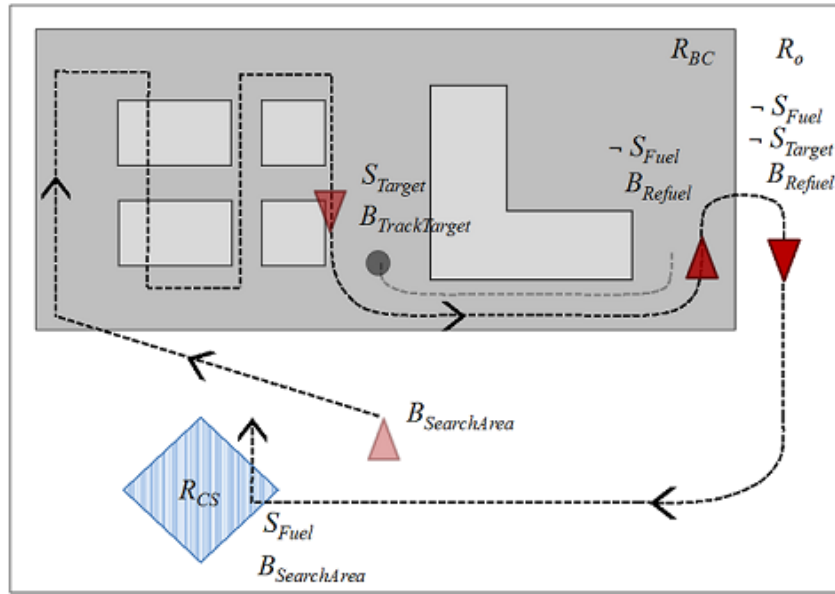 R_BC R_o
¬ S_Fuel
¬ S_Target
B_Refuel
¬ S_Fuel
B_Refuel
S_Target
B_TrackTarget
B_SearchArea
R_CS
S_Fuel
B_SearchArea